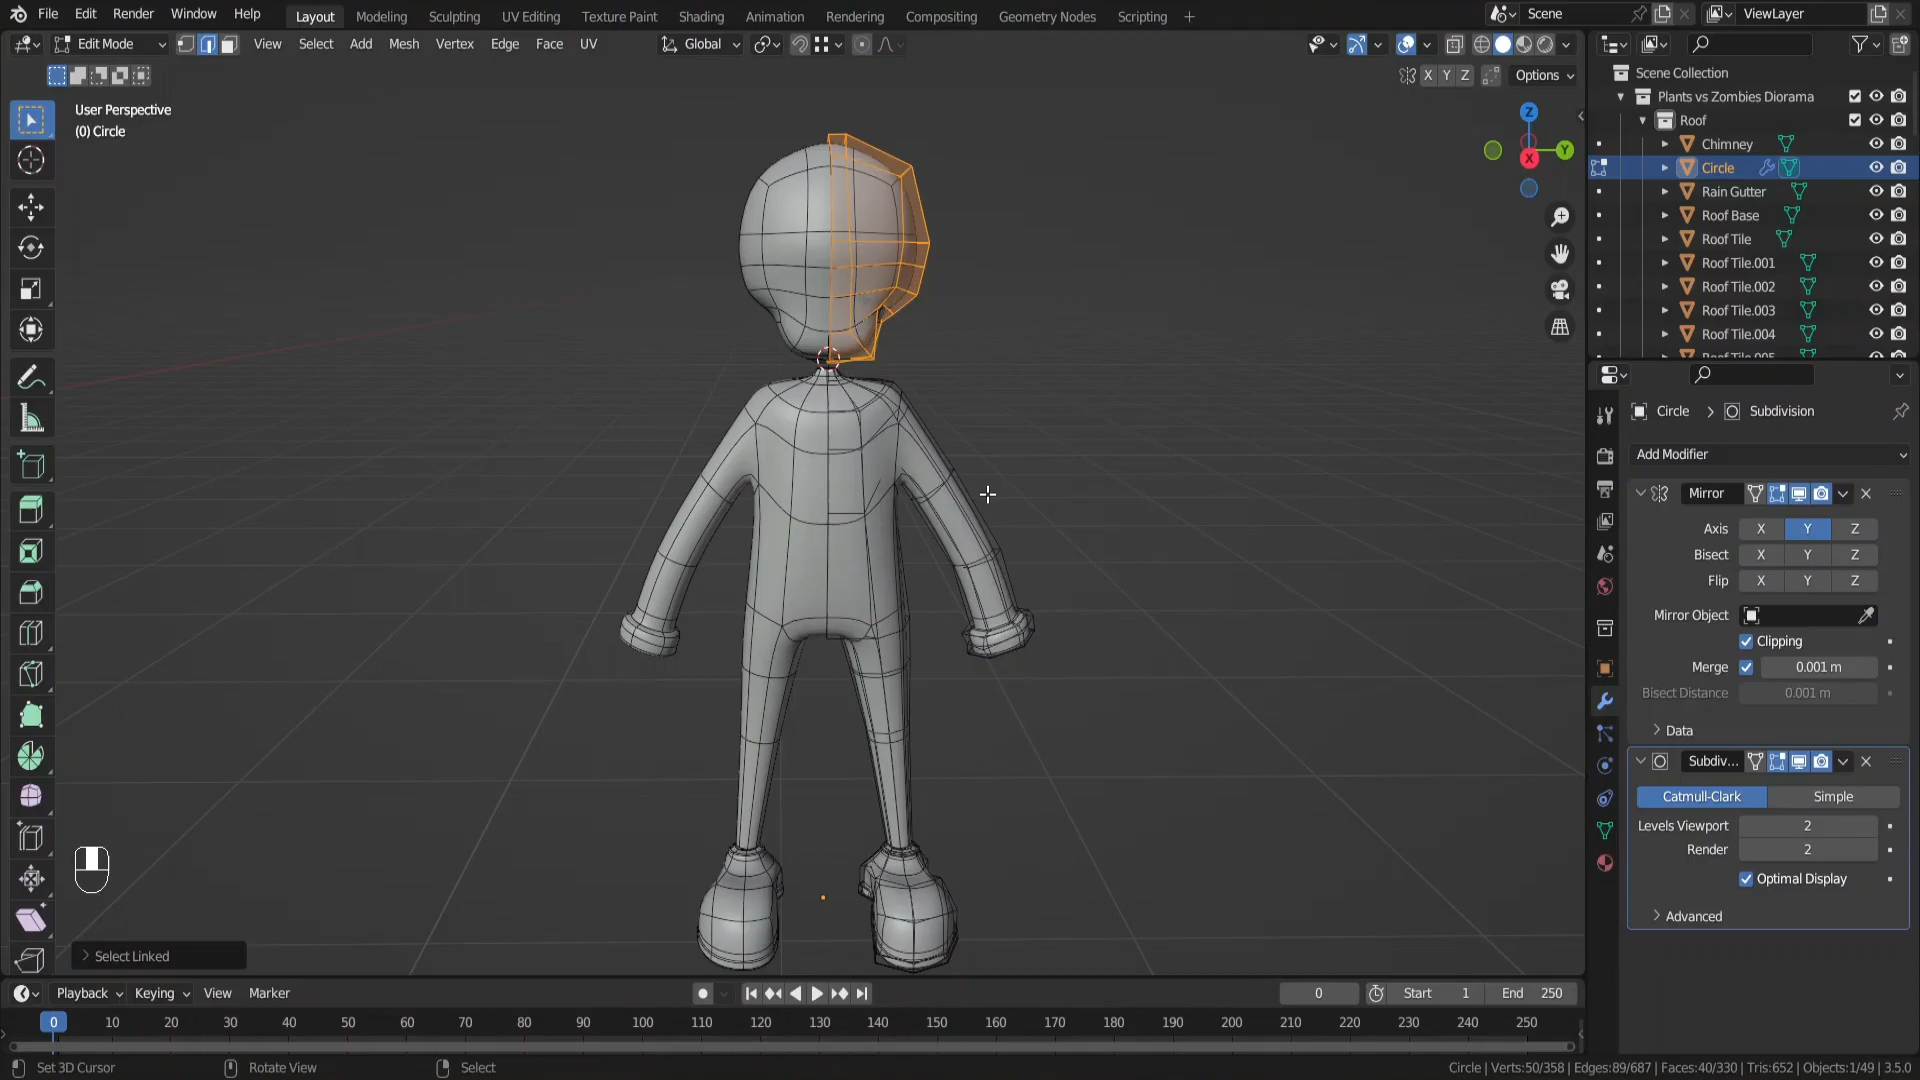 File Edit Render Window Help Layout Modeling Sculpting UV Editing Texture Paint Shading Animation Rendering Compositing Geometry Nodes Scripting + Scene ViewLayer
Edit Mode View Select Add Mesh Vertex Edge Face UV Global
X Y Z Options
User Perspective
(0) Circle
Z
Y
X
Scene Collection
Plants vs Zombies Diorama
Roof
Chimney
Circle
Rain Gutter
Roof Base
Roof Tile
Roof Tile.001
Roof Tile.002
Roof Tile.003
Roof Tile.004
Roof Tile.005
Circle > Subdivision
Add Modifier
Mirror
Axis X Y Z
Bisect X Y Z
Flip X Y Z
Mirror Object
Clipping
Merge 0.001 m
Bisect Distance 0.001 m
Data
Subdiv...
Catmull-Clark Simple
Levels Viewport 2
Render 2
Optimal Display
Advanced
Select Linked
Playback Keying View Marker 0 Start 1 End 250
0 10 20 30 40 50 60 70 80 90 100 110 120 130 140 150 160 170 180 190 200 210 220 230 240 250
Set 3D Cursor Rotate View Select Circle | Verts:50/358 | Edges:89/687 | Faces:40/330 | Tris:652 | Objects:1/49 | 3.5.0